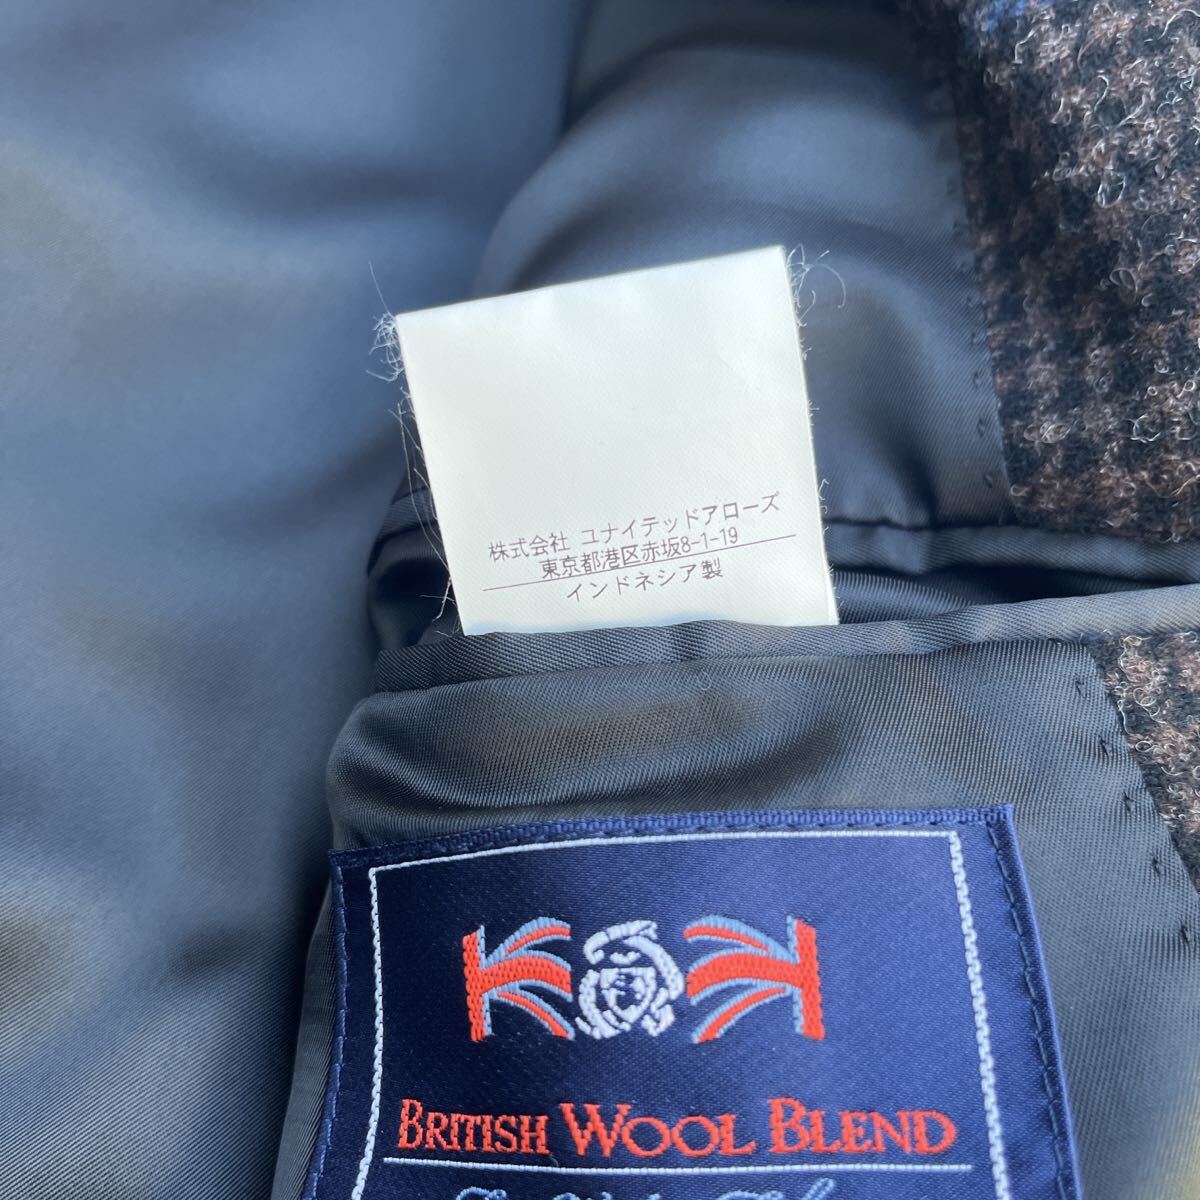 株式会社 ユナイテッドアローズ
東京都港区赤坂8-1-19
インドネシア製
BRITISH WOOL BLEND